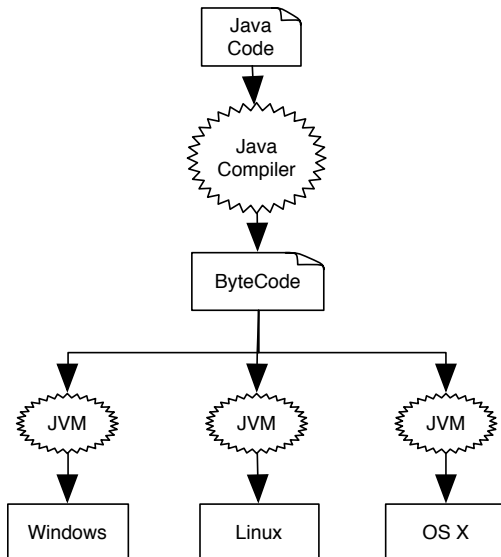 Java
Code
Java
Compiler
ByteCode
JVM
JVM
JVM
Windows
Linux
OS X